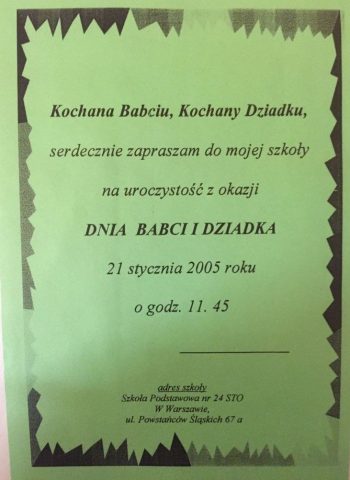 Kochana Babciu, Kochany Dziadku,
serdecznie zapraszam do mojej szkoły
na uroczystość z okazji
DNIA BABCI I DZIADKA
21 stycznia 2005 roku
o godz. 11. 45
adres szkoły
Szkoła Podstawowa nr 24 STO
W Warszawie,
ul. Powstańców Śląskich 67 a